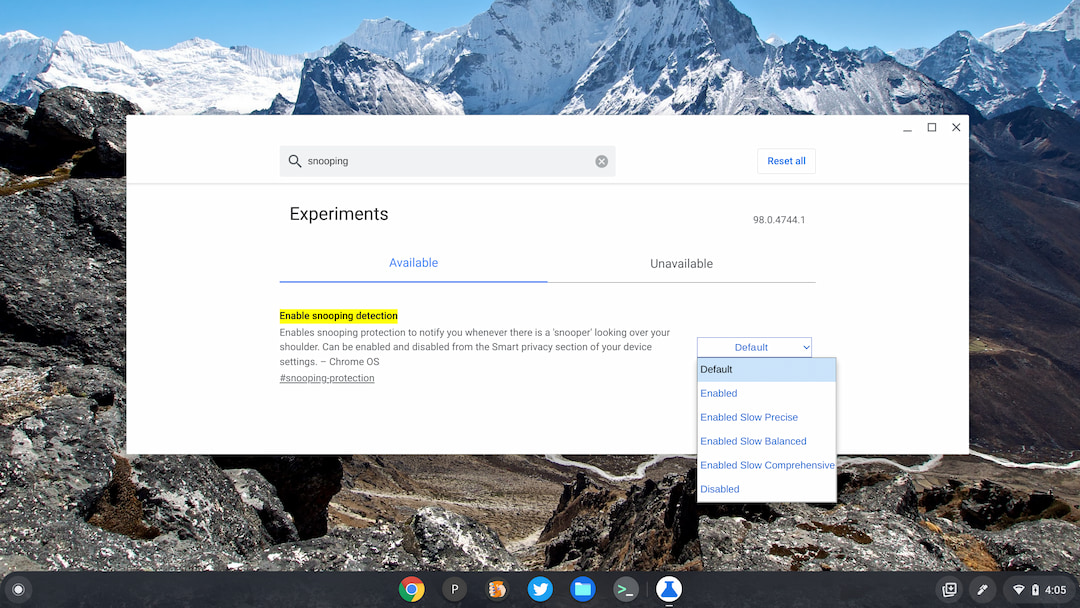 snooping
Reset all
Experiments
98.0.4744.1
Available
Unavailable
Enable snooping detection
Enables snooping protection to notify you whenever there is a 'snooper' looking over your
shoulder. Can be enabled and disabled from the Smart privacy section of your device
settings. – Chrome OS
#snooping-protection
Default
Default
Enabled
Enabled Slow Precise
Enabled Slow Balanced
Enabled Slow Comprehensive
Disabled
P
4:05